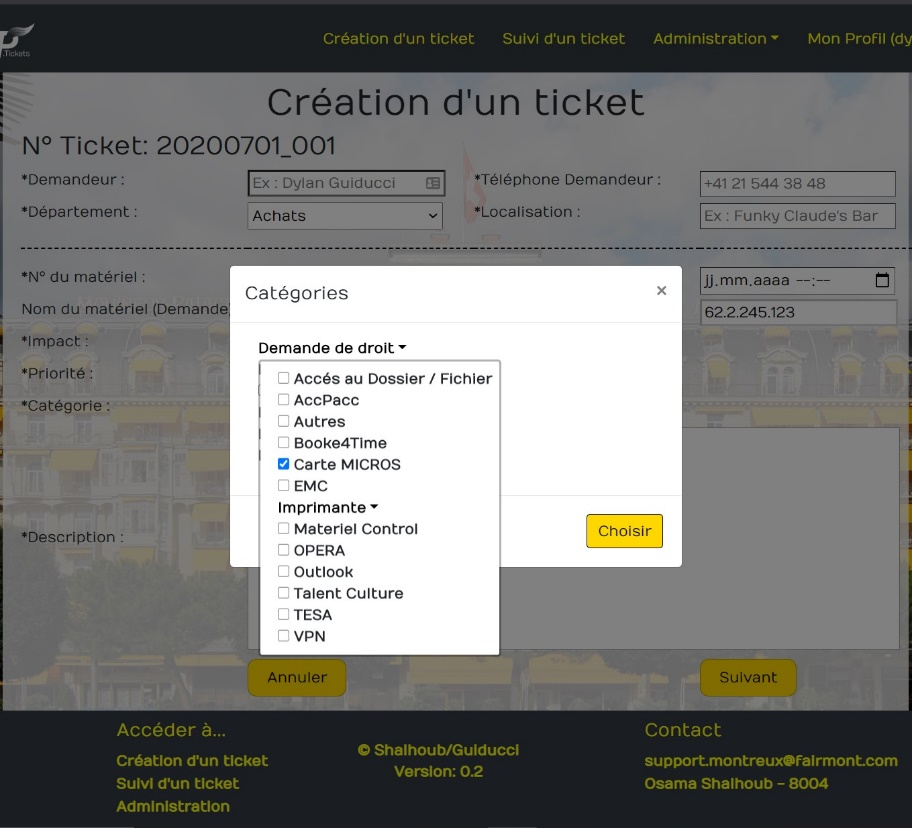 .Tickets
Création d'un ticket Suivi d'un ticket Administration Mon Profil (dy
Création d'un ticket
N° Ticket: 20200701_001
*Demandeur : Ex : Dylan Guiducci *Téléphone Demandeur : +41 21 544 38 48
*Département : Achats *Localisation : Ex : Funky Claude's Bar
*N° du matériel : jj.mm.aaaa --:--
Nom du matériel (Demande 62.2.245.123
*Impact :
*Priorité :
*Catégorie :
*Description :
Catégories ×
Demande de droit
Accés au Dossier / Fichier
AccPacc
Autres
Booke4Time
Carte MICROS
EMC
Imprimante
Materiel Control
OPERA
Outlook
Talent Culture
TESA
VPN
Choisir
Annuler Suivant
Accéder à...
Création d'un ticket
Suivi d'un ticket
Administration
© Shalhoub/Guiducci
Version: 0.2
Contact
support.montreux@fairmont.com
Osama Shalhoub - 8004